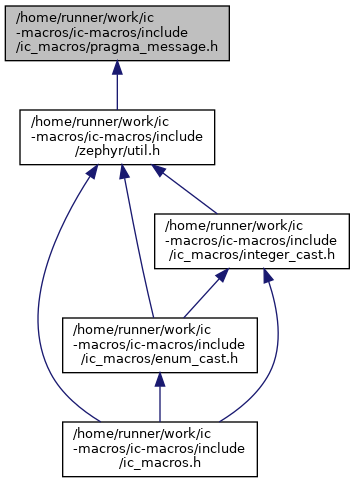 /home/runner/work/ic
-macros/ic-macros/include
/ic_macros/pragma_message.h
/home/runner/work/ic
-macros/ic-macros/include
/zephyr/util.h
/home/runner/work/ic
-macros/ic-macros/include
/ic_macros/integer_cast.h
/home/runner/work/ic
-macros/ic-macros/include
/ic_macros/enum_cast.h
/home/runner/work/ic
-macros/ic-macros/include
/ic_macros.h